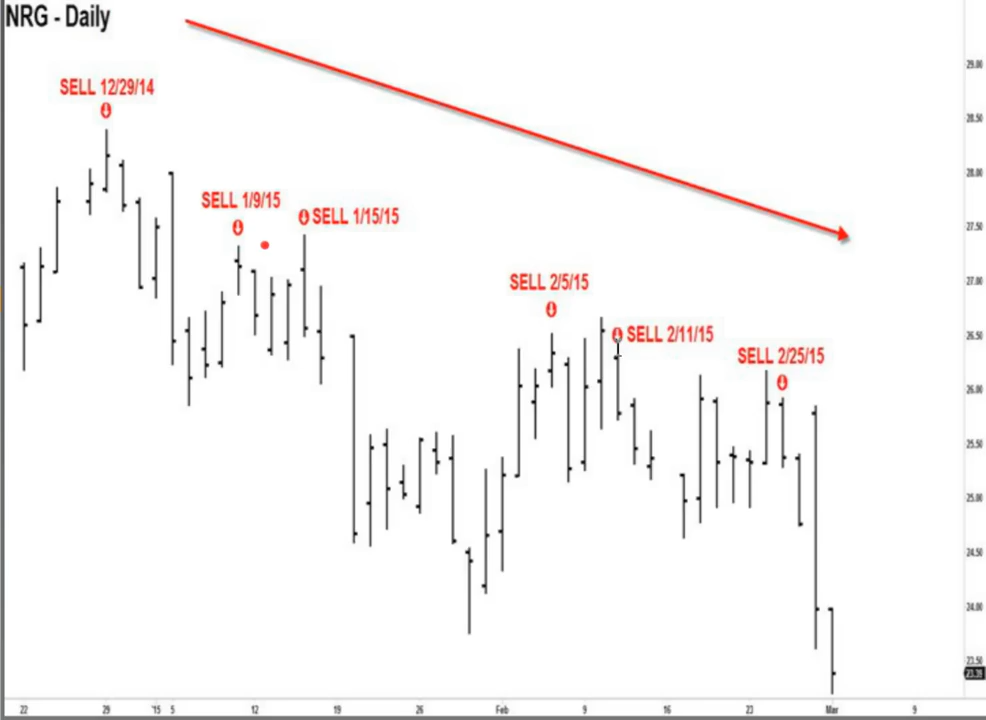 NRG - Daily
SELL 12/29/14
SELL 1/9/15
SELL 1/15/15
SELL 2/5/15
SELL 2/11/15
SELL 2/25/15
29.00
28.50
28.00
27.50
27.00
26.50
26.00
25.50
25.00
24.50
24.00
23.50
22 29 '15 5 12 19 26 Feb 9 16 23 Mar 9